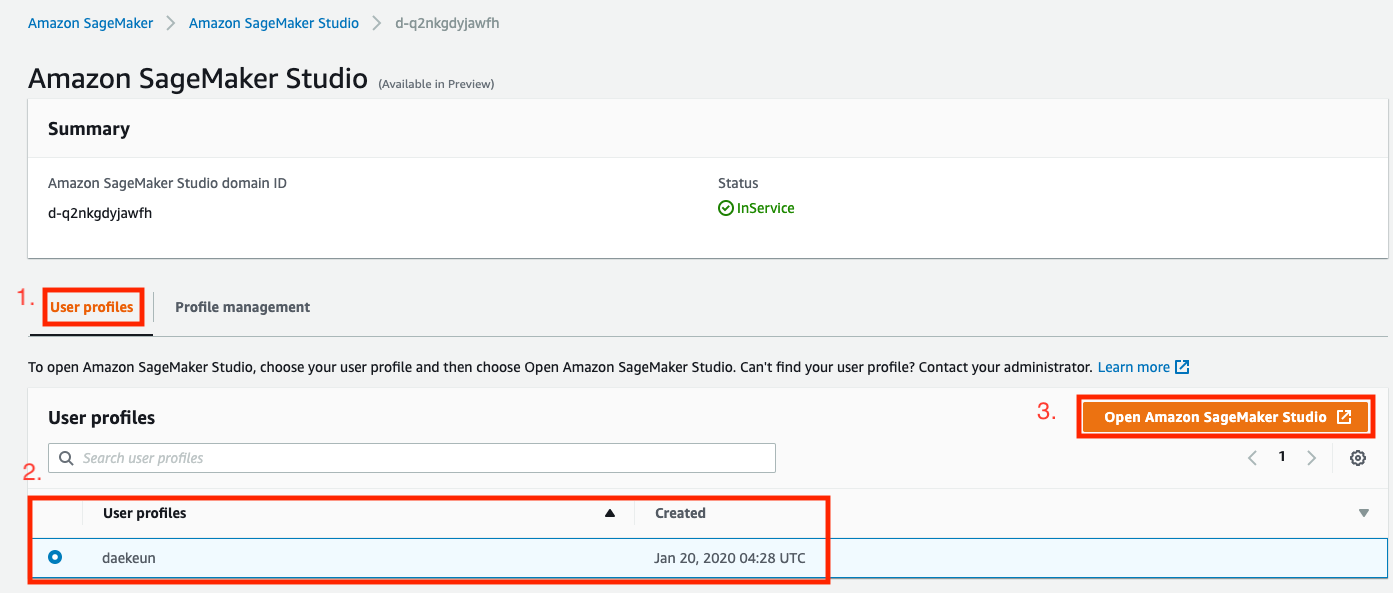 Amazon SageMaker > Amazon SageMaker Studio > d-q2nkgdyjawfh
Amazon SageMaker Studio (Available in Preview)
Summary
Amazon SageMaker Studio domain ID Status
d-q2nkgdyjawfh InService
1. User profiles Profile management
To open Amazon SageMaker Studio, choose your user profile and then choose Open Amazon SageMaker Studio. Can't find your user profile? Contact your administrator. Learn more
User profiles 3. Open Amazon SageMaker Studio
Search user profiles 1
2.
User profiles Created
daekeun Jan 20, 2020 04:28 UTC